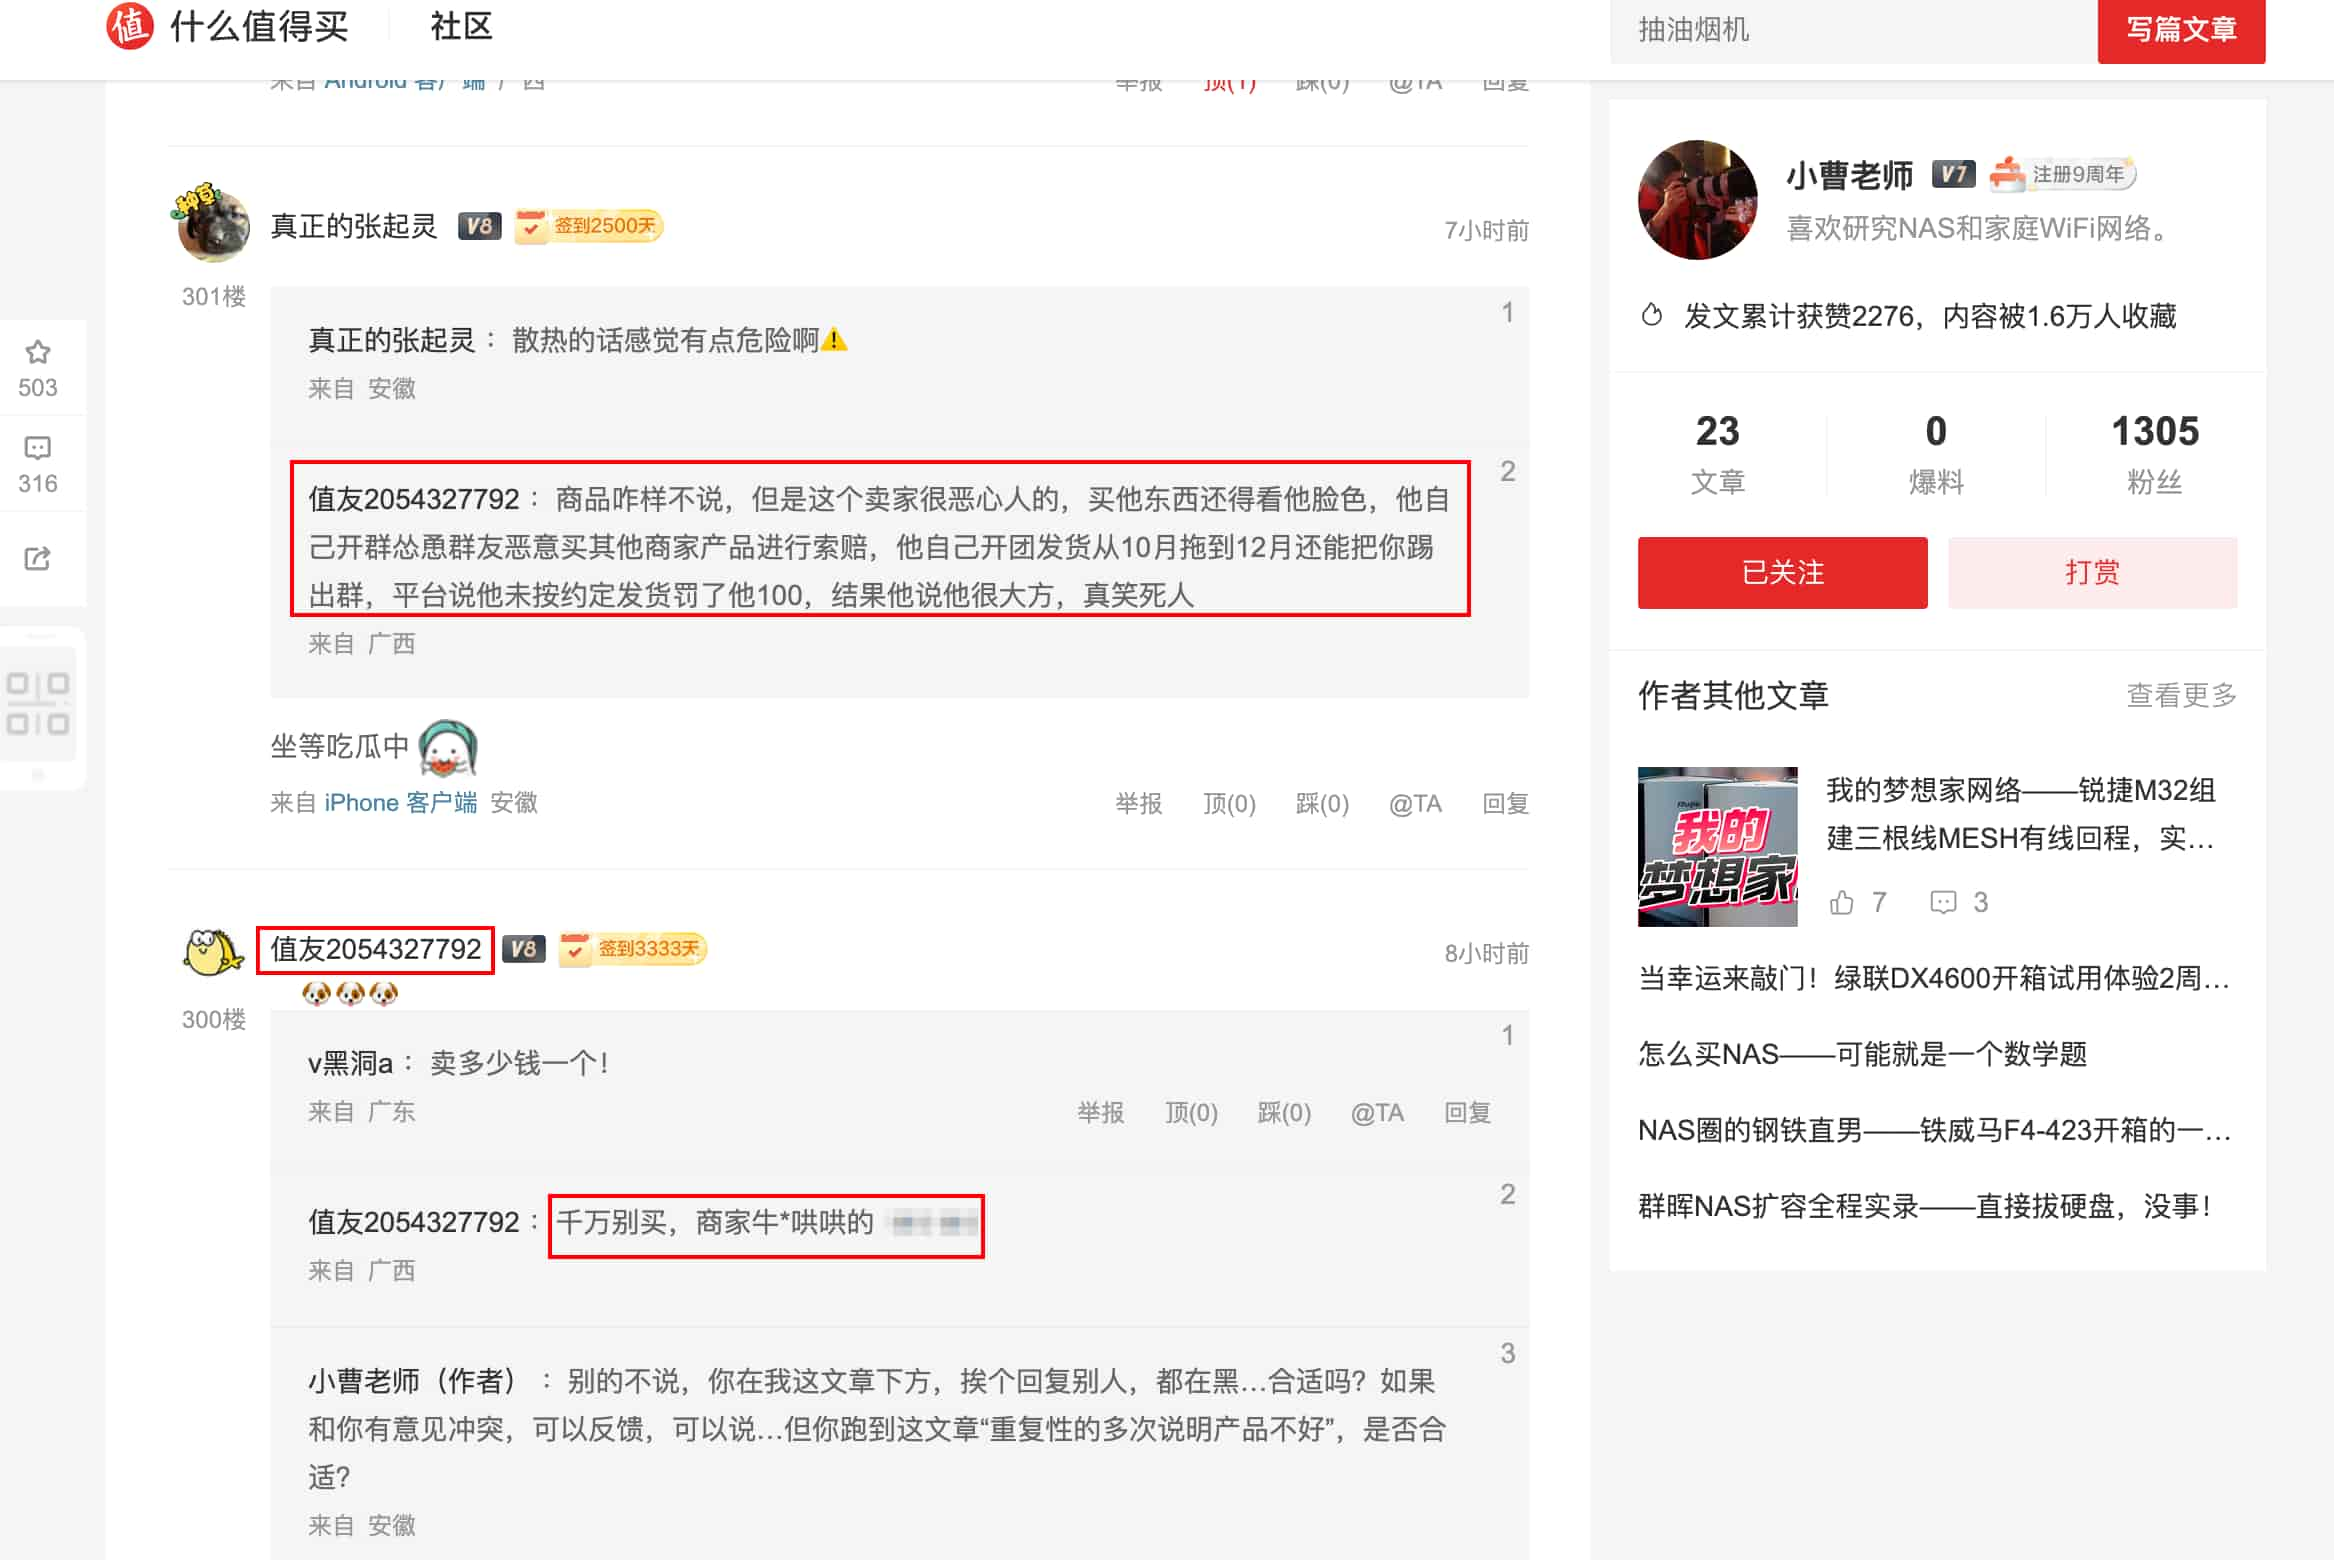 值 什么值得买 社区
抽油烟机
写篇文章
来自 Android 客户端 广西
举报 顶(1) 踩(0) @TA 回复
种草
真正的张起灵 V8 签到2500天
7小时前
301楼
1
真正的张起灵： 散热的话感觉有点危险啊⚠️
来自 安徽
2
值友2054327792： 商品咋样不说，但是这个卖家很恶心人的，买他东西还得看他脸色，他自
己开群怂恿群友恶意买其他商家产品进行索赔，他自己开团发货从10月拖到12月还能把你踢
出群，平台说他未按约定发货罚了他100，结果他说他很大方，真笑死人
来自 广西
坐等吃瓜中
来自 iPhone 客户端 安徽
举报 顶(0) 踩(0) @TA 回复
值友2054327792 V8 签到3333天
8小时前
🐶🐶🐶
300楼
1
v黑洞a： 卖多少钱一个！
来自 广东
举报 顶(0) 踩(0) @TA 回复
2
值友2054327792： 千万别买，商家牛*哄哄的
来自 广西
3
小曹老师（作者）： 别的不说，你在我这文章下方，挨个回复别人，都在黑...合适吗？如果
和你有意见冲突，可以反馈，可以说...但你跑到这文章“重复性的多次说明产品不好”，是否合
适？
来自 安徽
503
316
小曹老师 V7 注册9周年
喜欢研究NAS和家庭WiFi网络。
发文累计获赞2276，内容被1.6万人收藏
23 0 1305
文章 爆料 粉丝
已关注 打赏
作者其他文章 查看更多
Ruijie
我的
梦想家
我的梦想家网络——锐捷M32组
建三根线MESH有线回程，实...
7 3
当幸运来敲门！绿联DX4600开箱试用体验2周...
怎么买NAS——可能就是一个数学题
NAS圈的钢铁直男——铁威马F4-423开箱的一...
群晖NAS扩容全程实录——直接拔硬盘，没事！